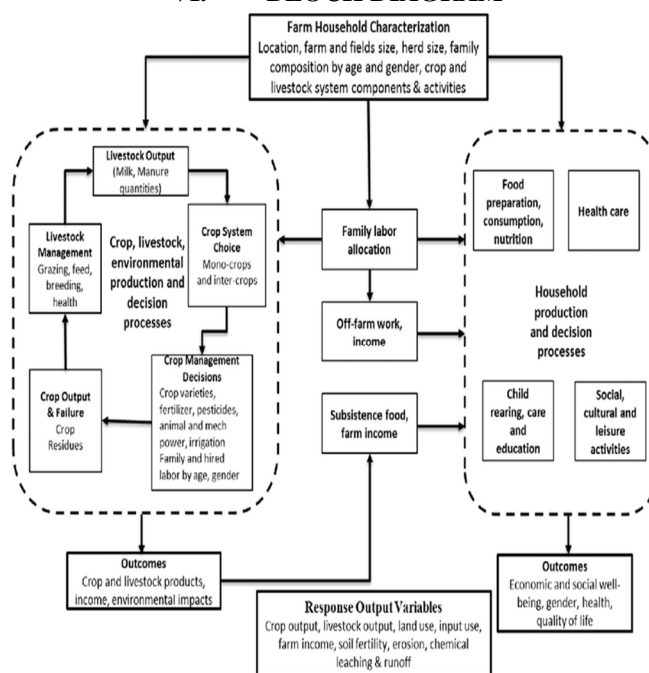 VI. BLOCK DIAGRAM
Farm Household Characterization
Location, farm and fields size, herd size, family
composition by age and gender, crop and
livestock system components & activities
Livestock Output
(Milk, Manure
quantities)
Livestock
Management
Grazing, feed,
breeding,
health
Crop, livestock,
environmental
production and
decision
processes
Crop System
Choice
Mono-crops
and inter-crops
Crop Output
& Failure
Crop
Residues
Crop Management
Decisions
Crop varieties,
fertilizer, pesticides,
animal and mech
power, irrigation
Family and hired
labor by age, gender
Family labor
allocation
Off-farm work,
income
Subsistence food,
farm income
Food
preparation,
consumption,
nutrition
Health care
Household
production
and decision
processes
Child
rearing, care
and
education
Social,
cultural and
leisure
activities
Outcomes
Crop and livestock products,
income, environmental impacts
Response Output Variables
Crop output, livestock output, land use, input use,
farm income, soil fertility, erosion, chemical
leaching & runoff
Outcomes
Economic and social well-
being, gender, health,
quality of life